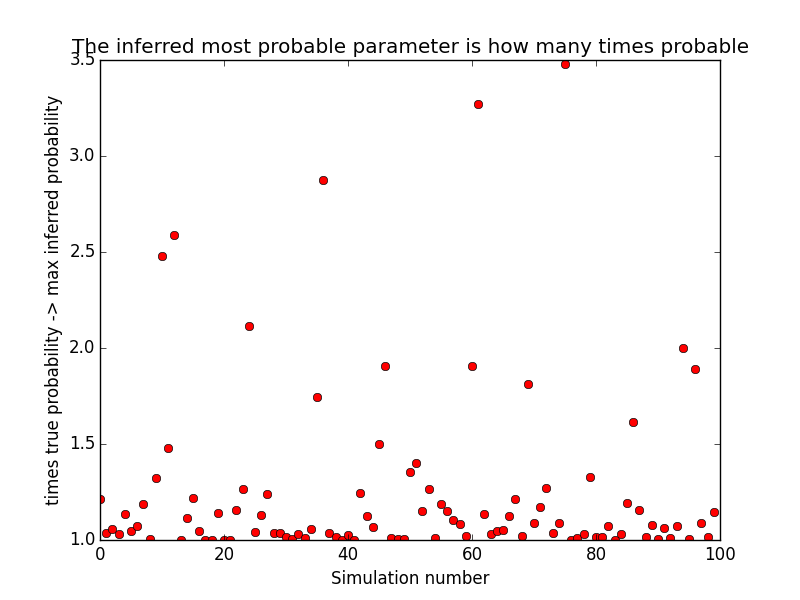 The inferred most probable parameter is how many times probable
times true probability -> max inferred probability
3.5
3.0
2.5
2.0
1.5
1.0
0 20 40 60 80 100
Simulation number